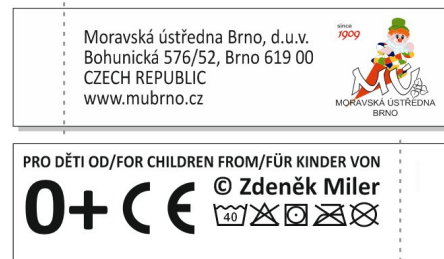 Moravská ústředna Brno, d.u.v.
Bohunická 576/52, Brno 619 00
CZECH REPUBLIC
www.mubrno.cz
since
1909
MÚ
MORAVSKÁ ÚSTŘEDNA
BRNO
PRO DĚTI OD/FOR CHILDREN FROM/FÜR KINDER VON
0+ CE
© Zdeněk Miler
40